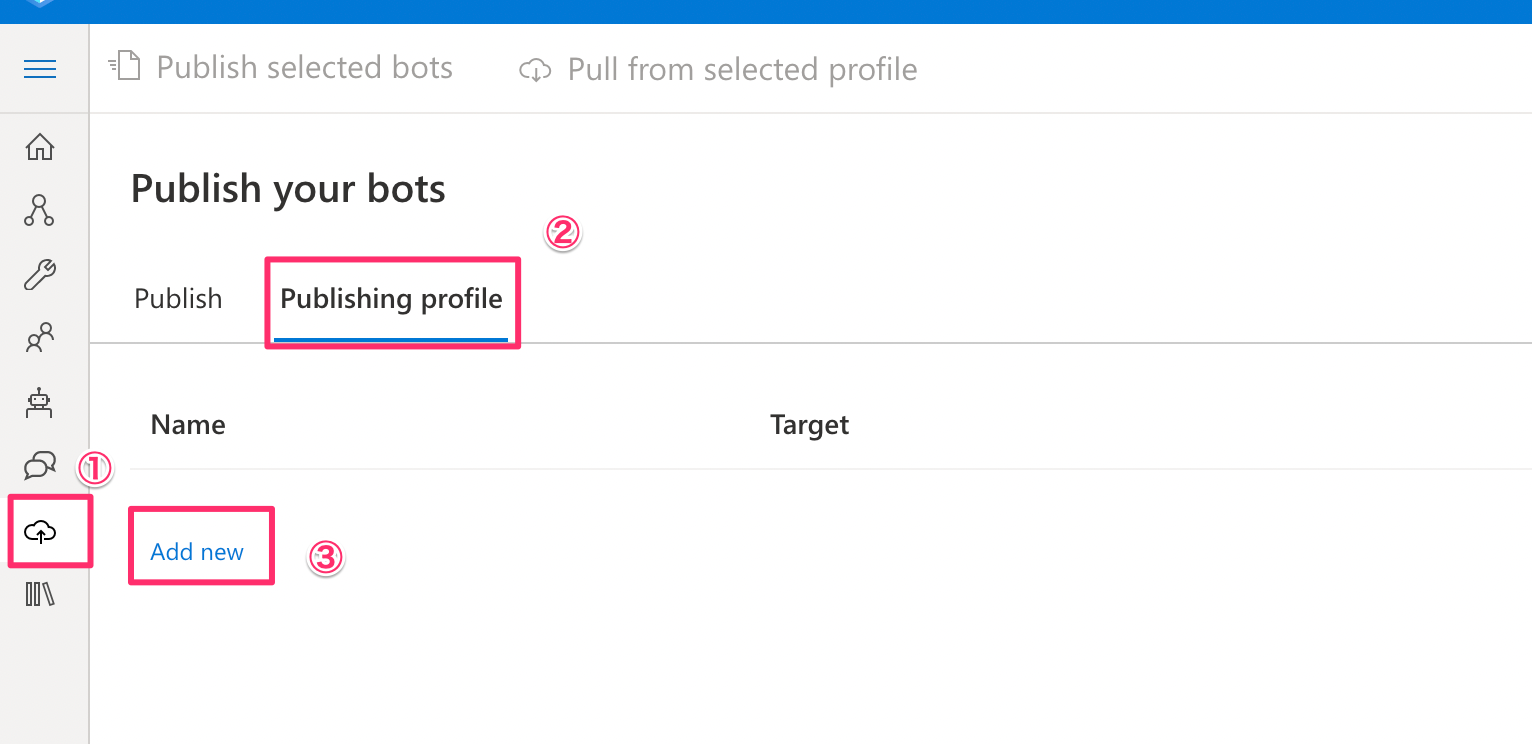 Publish selected bots
Pull from selected profile
Publish your bots
②
Publish
Publishing profile
Name
Target
①
Add new
③